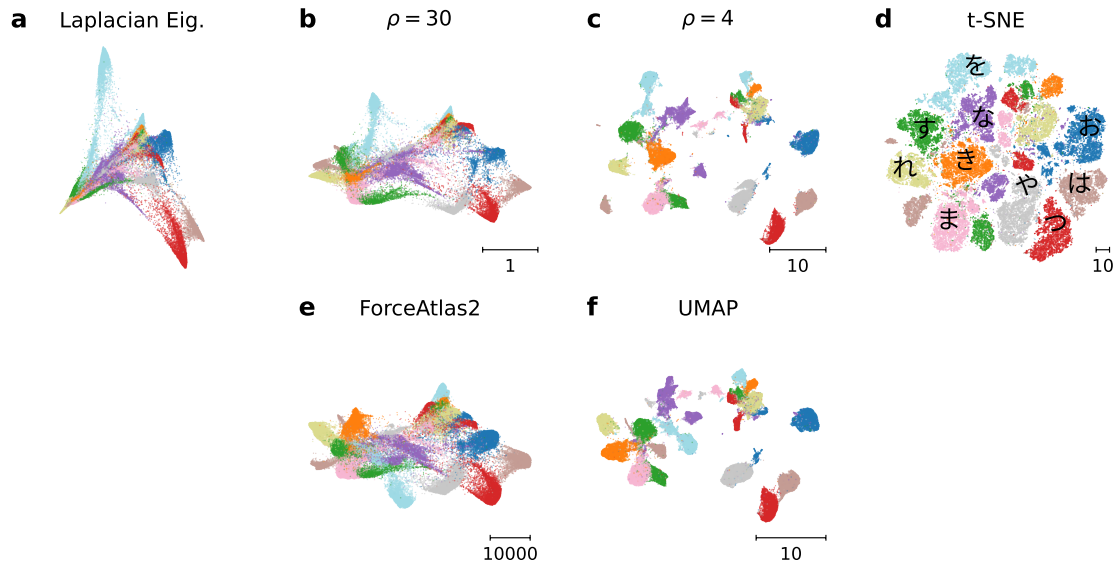 a Laplacian Eig.
b ρ = 30
c ρ = 4
d t-SNE
を
す
な
お
れ
き
や
は
ま
つ
1
10
10
e ForceAtlas2
f UMAP
10000
10